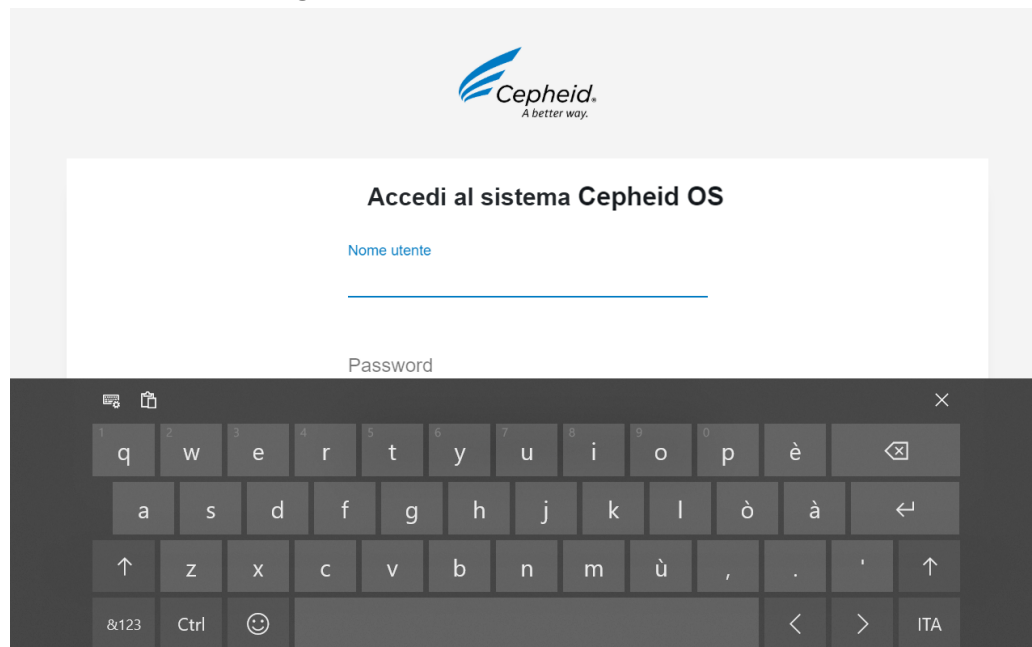 Cepheid®
A better way.
Accedi al sistema Cepheid OS
Nome utente
Password
1 q 2 w 3 e 4 r 5 t 6 y 7 u 8 i 9 o 0 p è
a s d f g h j k l ò à
z x c v b n m ù , . '
&123 Ctrl ITA